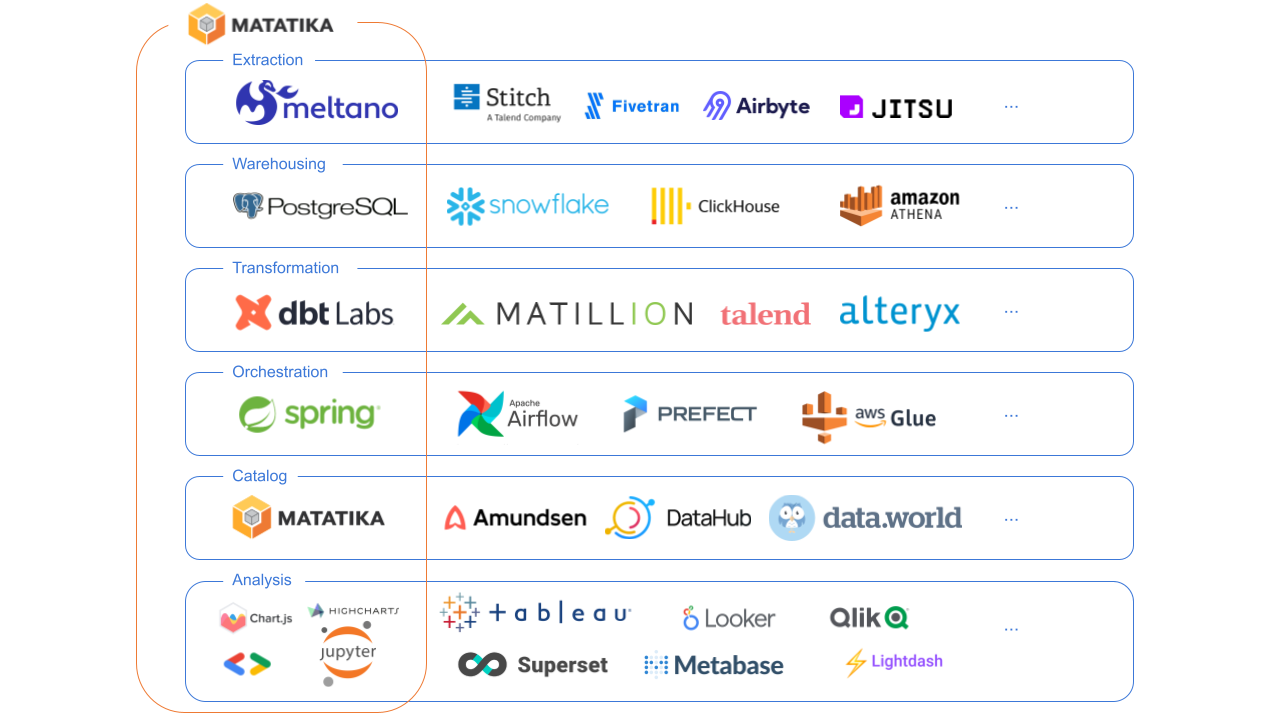 MATATIKA
Extraction
meltano
Stitch
A Talend Company
Fivetran
Airbyte
JITSU
...
Warehousing
PostgreSQL
snowflake
ClickHouse
amazon
ATHENA
...
Transformation
dbt Labs
MATILLION
talend
alteryx
...
Orchestration
spring®
Apache
Airflow
PREFECT
aws
Glue
...
Catalog
MATATIKA
Amundsen
DataHub
data.world
...
Analysis
Chart.js
HIGHCHARTS
jupyter
tableau
Looker
Qlik
...
Superset
Metabase
Lightdash